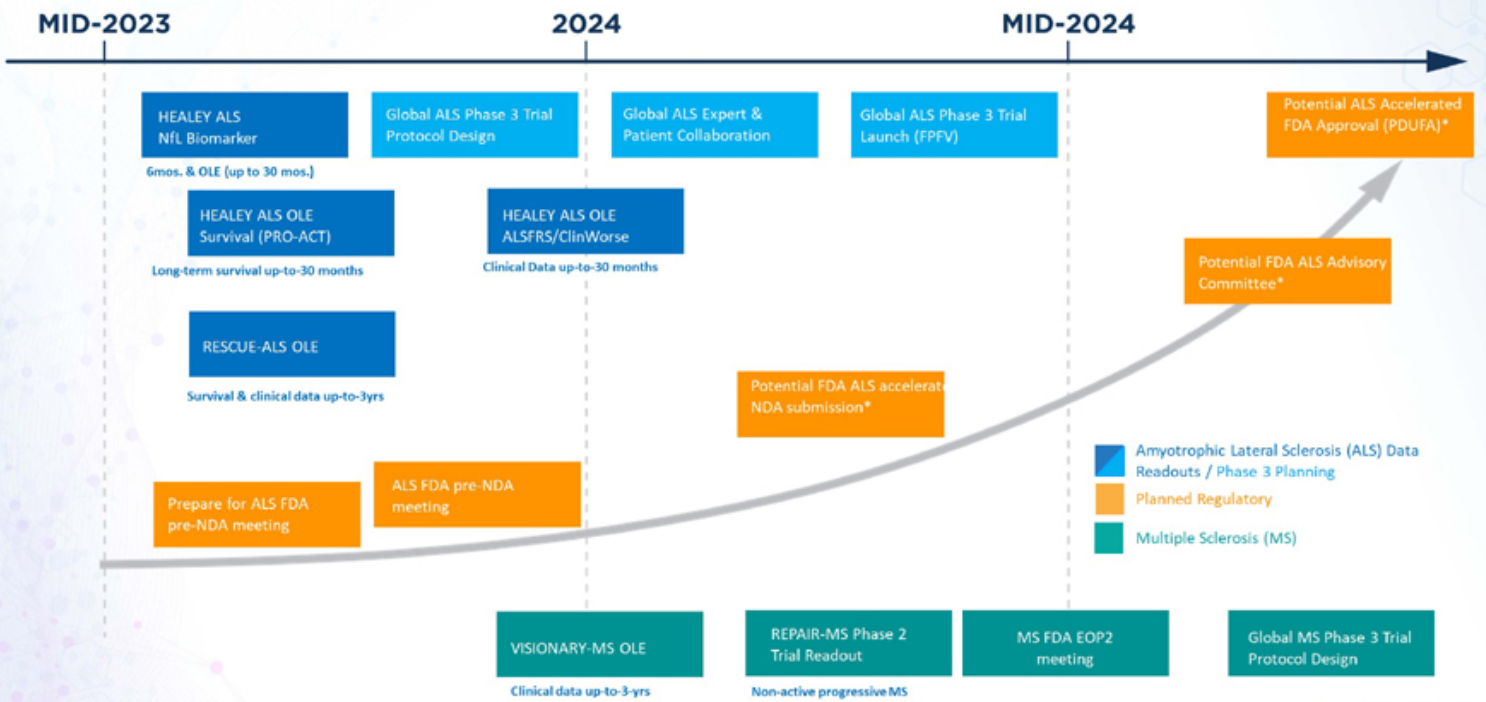 MID-2023
2024
MID-2024
HEALEY ALS
NfL Biomarker
6mos. & OLE (up to 30 mos.)
Global ALS Phase 3 Trial
Protocol Design
Global ALS Expert &
Patient Collaboration
Global ALS Phase 3 Trial
Launch (FPFV)
Potential ALS Accelerated
FDA Approval (PDUFA)*
HEALEY ALS OLE
Survival (PRO-ACT)
Long-term survival up-to-30 months
HEALEY ALS OLE
ALSFRS/ClinWorse
Clinical Data up-to-30 months
Potential FDA ALS Advisory
Committee*
RESCUE-ALS OLE
Survival & clinical data up-to-3yrs
Potential FDA ALS accelerat
NDA submission*
Prepare for ALS FDA
pre-NDA meeting
ALS FDA pre-NDA
meeting
Amyotrophic Lateral Sclerosis (ALS) Data
Readouts / Phase 3 Planning
Planned Regulatory
Multiple Sclerosis (MS)
VISIONARY-MS OLE
Clinical data up-to-3-yrs
REPAIR-MS Phase 2
Trial Readout
Non-active progressive MS
MS FDA EOP2
meeting
Global MS Phase 3 Trial
Protocol Design